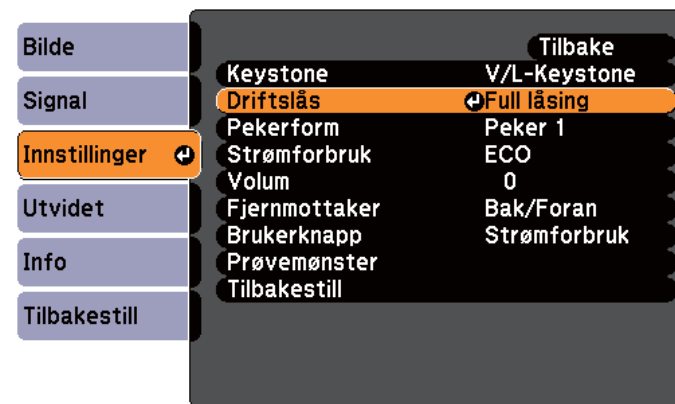 Bilde
Signal
Innstillinger
Utvidet
Info
Tilbakestill
Tilbake
Keystone V/L-Keystone
Driftslås Full låsing
Pekerform Peker 1
Strømforbruk ECO
Volum 0
Fjernmottaker Bak/Foran
Brukerknapp Strømforbruk
Prøvemønster
Tilbakestill